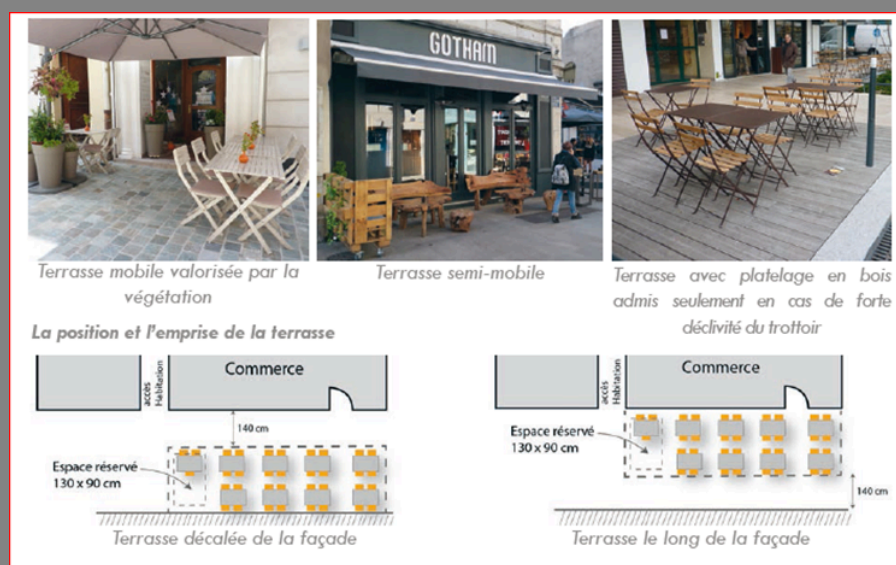 GOTHAM
Terrasse mobile valorisée par la
végétation
Terrasse semi-mobile
Terrasse avec platelage en bois
admis seulement en cas de forte
déclivité du trottoir
La position et l'emprise de la terrasse
accès
Habitation
Commerce
140 cm
Espace réservé
130 x 90 cm
Terrasse décalée de la façade
accès
Habitation
Commerce
Espace réservé
130 x 90 cm
140 cm
Terrasse le long de la façade